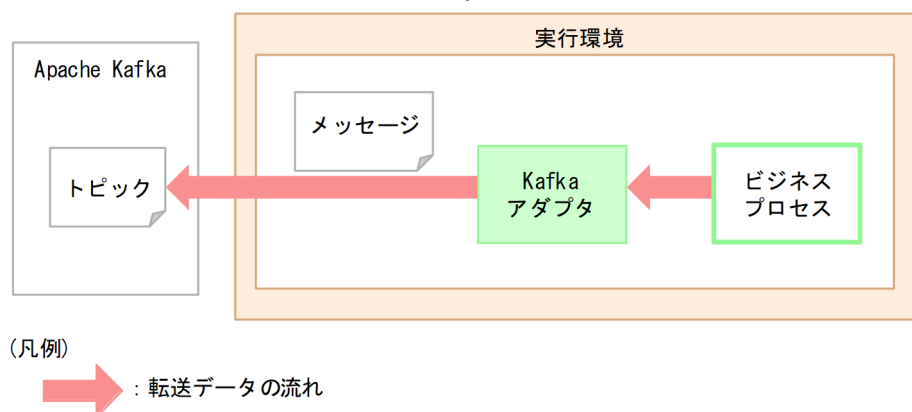 実行環境
Apache Kafka
メッセージ
トピック
Kafka
アダプタ
ビジネス
プロセス
(凡例)
：転送データの流れ